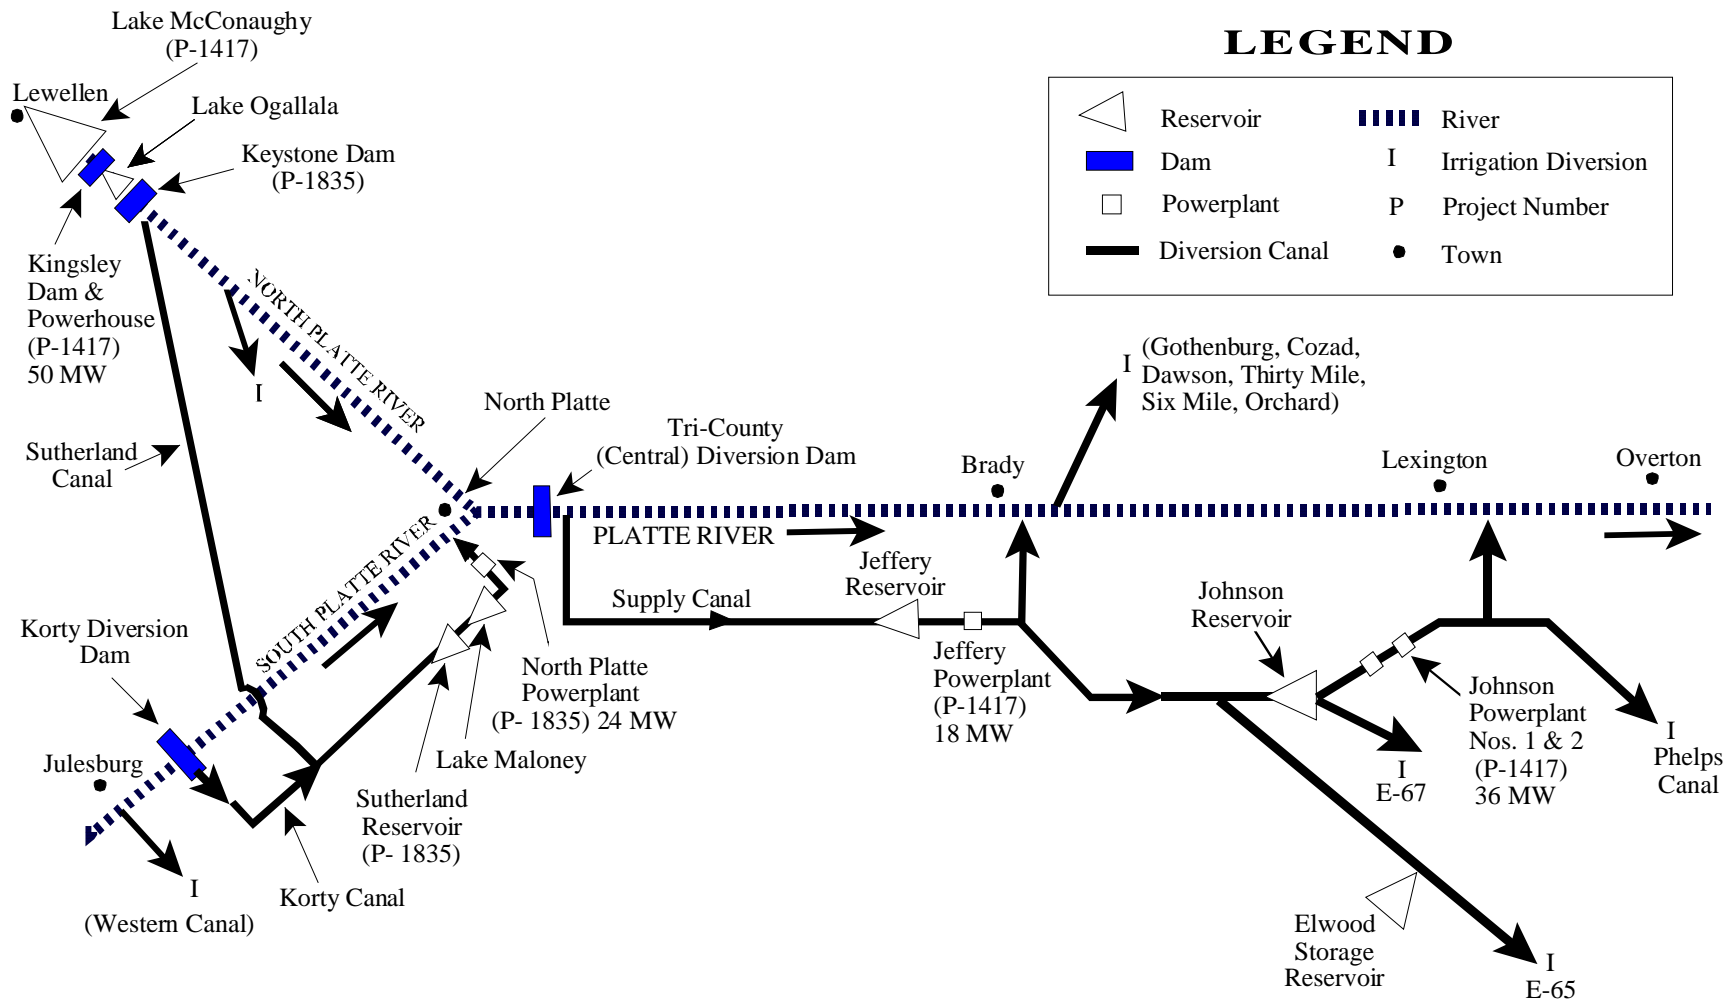 Lake McConaughy
(P-1417)
Lewellen
Lake Ogallala
Keystone Dam
(P-1835)
Kingsley
Dam &
Powerhouse
(P-1417)
50 MW
NORTH PLATTE RIVER
I
Sutherland
Canal
North Platte
Tri-County
(Central) Diversion Dam
LEGEND
Reservoir
River
Dam
I
Irrigation Diversion
Powerplant
P
Project Number
Diversion Canal
Town
I
(Gothenburg, Cozad,
Dawson, Thirty Mile,
Six Mile, Orchard)
Brady
Lexington
Overton
PLATTE RIVER
SOUTH PLATTE RIVER
Supply Canal
Jeffery
Reservoir
Jeffery
Powerplant
(P-1417)
18 MW
Johnson
Reservoir
Johnson
Powerplant
Nos. 1 & 2
(P-1417)
36 MW
I
Phelps
Canal
I
E-67
Elwood
Storage
Reservoir
I
E-65
Korty Diversion
Dam
Julesburg
I
(Western Canal)
Korty Canal
Sutherland
Reservoir
(P- 1835)
Lake Maloney
North Platte
Powerplant
(P- 1835) 24 MW